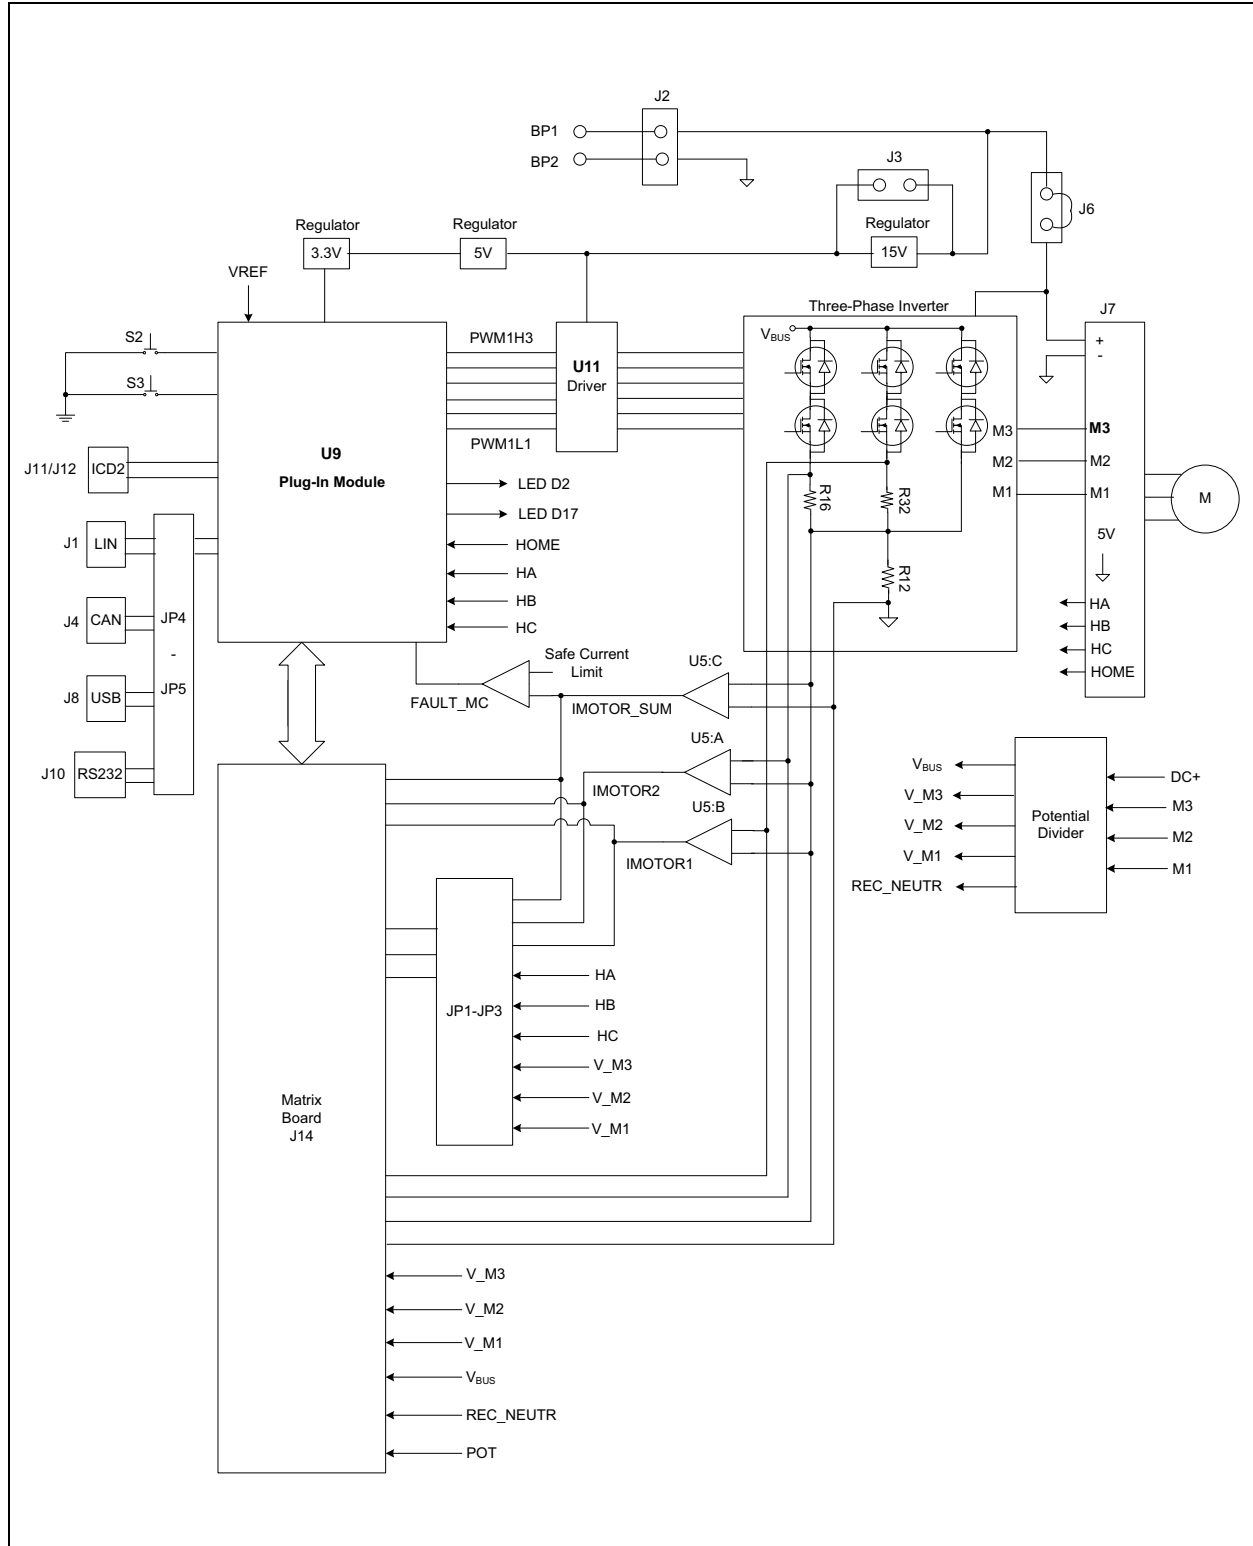 J2
BP1
BP2
J3
J6
Regulator
3.3V
Regulator
5V
Regulator
15V
VREF
Three-Phase Inverter
J7
VBUS
+
-
S2
S3
PWM1H3
U11
Driver
PWM1L1
M3
M3
M2
M2
M1
M1
M
5V
R16
R32
R12
U9
Plug-In Module
J11/J12
ICD2
J1
LIN
J4
CAN
J8
USB
J10
RS232
JP4
-
JP5
LED D2
LED D17
HOME
HA
HB
HC
HA
HB
HC
HOME
Safe Current
Limit
FAULT_MC
IMOTOR_SUM
U5:C
U5:A
IMOTOR2
U5:B
IMOTOR1
VBUS
V_M3
V_M2
V_M1
REC_NEUTR
Potential
Divider
DC+
M3
M2
M1
JP1-JP3
HA
HB
HC
V_M3
V_M2
V_M1
Matrix
Board
J14
V_M3
V_M2
V_M1
VBUS
REC_NEUTR
POT